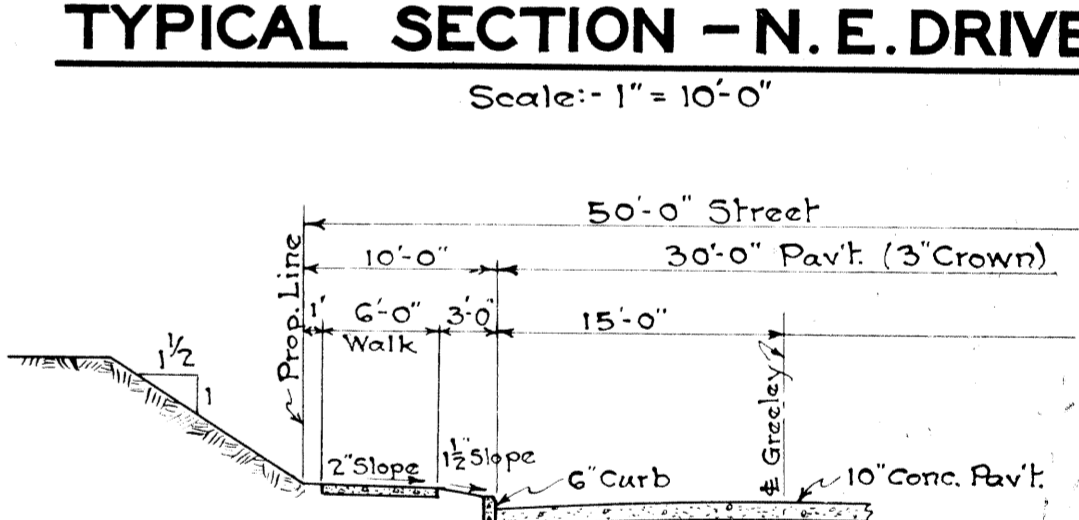 TYPICAL SECTION - N.E. DRIVE
Scale:- 1" = 10'-0"
50'-0" Street
10'-0"
30'-0" Pav't. (3" Crown)
1'
6'-0"
Walk
3'-0"
15'-0"
Prop. Line
1 1/2
1
2" Slope
1 1/2" Slope
6" Curb
℄ Greeley
10" Conc. Pav't.